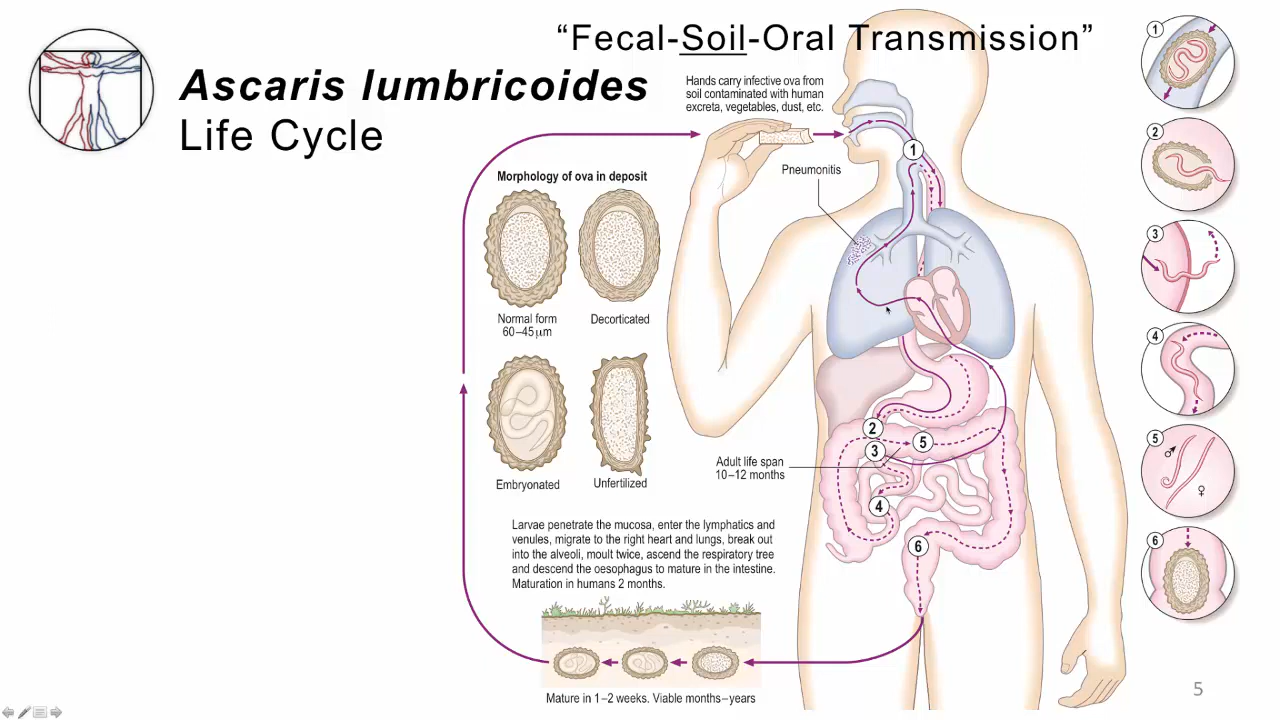 “Fecal-Soil-Oral Transmission”
Ascaris lumbricoides
Life Cycle
Hands carry infective ova from
soil contaminated with human
excreta, vegetables, dust, etc.
Pneumonitis
Morphology of ova in deposit
Normal form
60–45 µm
Decorticated
Embryonated
Unfertilized
Adult life span
10–12 months
Larvae penetrate the mucosa, enter the lymphatics and
venules, migrate to the right heart and lungs, break out
into the alveoli, moult twice, ascend the respiratory tree
and descend the oesophagus to mature in the intestine.
Maturation in humans 2 months.
Mature in 1–2 weeks. Viable months–years
1
2
3
5
4
6
1
2
3
4
5
♂
♀
6
5